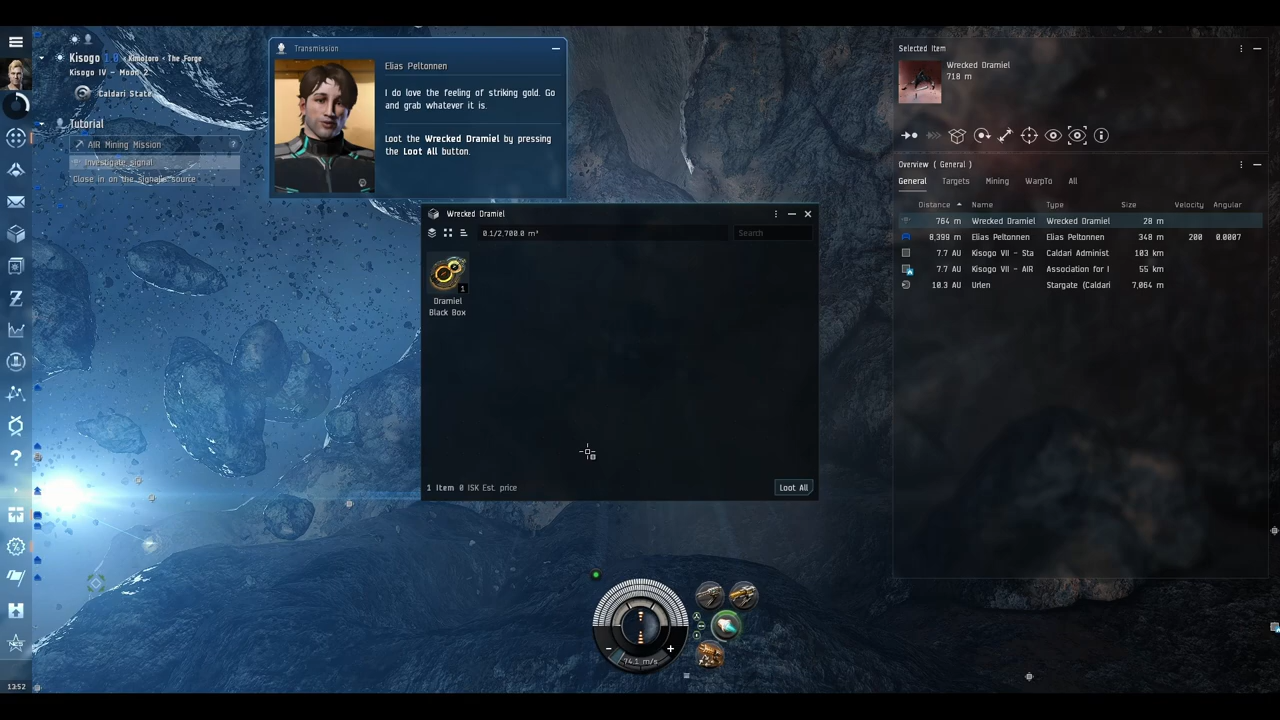 Transmission
Elias Peltonnen
I do love the feeling of striking gold. Go
and grab whatever it is.
Loot the Wrecked Dramiel by pressing
the Loot All button.
Kisogo 1.0 ‹ Kimotoro ‹ The Forge
Kisogo IV - Moon 2
Caldari State
Tutorial
AIR Mining Mission ?
Investigate signal
Close in on the signal's source
Wrecked Dramiel
0.1/2,700.0 m³
Search
1
Dramiel
Black Box
1 Item 0 ISK Est. price
Loot All
Selected Item
Wrecked Dramiel
718 m
Overview ( General )
General Targets Mining WarpTo All
Distance Name Type Size Velocity Angular
764 m Wrecked Dramiel Wrecked Dramiel 28 m
8,399 m Elias Peltonnen Elias Peltonnen 348 m 200 0.0007
7.7 AU Kisogo VII - Sta Caldari Administ 103 km
7.7 AU Kisogo VII - AIR Association for I 55 km
10.3 AU Urlen Stargate (Caldari 7,064 m
74.1 m/s
NES
13:52